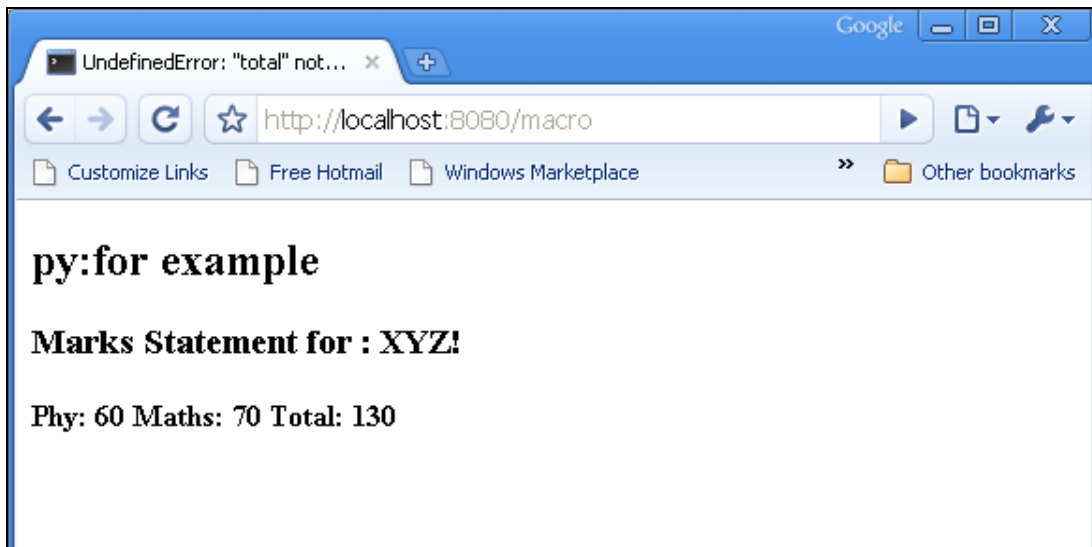 Google
UndefinedError: "total" not...
http://localhost:8080/macro
Customize Links Free Hotmail Windows Marketplace » Other bookmarks
py:for example
Marks Statement for : XYZ!
Phy: 60 Maths: 70 Total: 130